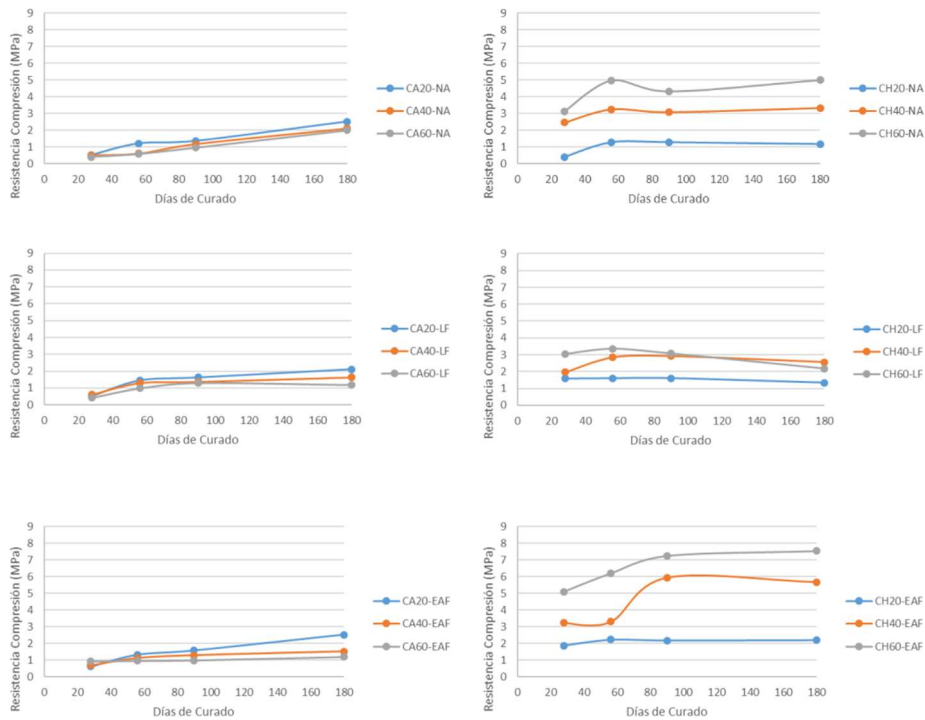 Resistencia Compresión (MPa)
9
8
7
6
5
4
3
2
1
0
0 20 40 60 80 100 120 140 160 180
Días de Curado
CA20-NA
CA40-NA
CA60-NA
Resistencia Compresión (MPa)
9
8
7
6
5
4
3
2
1
0
0 20 40 60 80 100 120 140 160 180
Días de Curado
CH20-NA
CH40-NA
CH60-NA
Resistencia Compresión (MPa)
9
8
7
6
5
4
3
2
1
0
0 20 40 60 80 100 120 140 160 180
Días de Curado
CA20-LF
CA40-LF
CA60-LF
Resistencia Compresión (MPa)
9
8
7
6
5
4
3
2
1
0
0 20 40 60 80 100 120 140 160 180
Días de Curado
CH20-LF
CH40-LF
CH60-LF
Resistencia Compresión (MPa)
9
8
7
6
5
4
3
2
1
0
0 20 40 60 80 100 120 140 160 180
Días de Curado
CA20-EAF
CA40-EAF
CA60-EAF
Resistencia Compresión (MPa)
9
8
7
6
5
4
3
2
1
0
0 20 40 60 80 100 120 140 160 180
Días de Curado
CH20-EAF
CH40-EAF
CH60-EAF